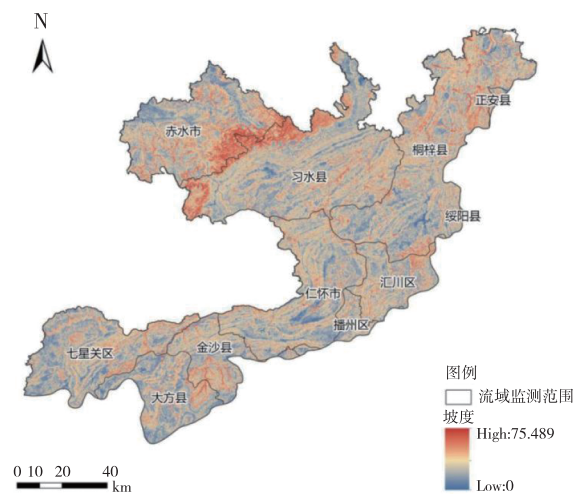 N
正安县
赤水市
桐梓县
习水县
绥阳县
汇川区
仁怀市
播州区
七星关区
金沙县
大方县
图例
流域监测范围
坡度
High:75.489
Low:0
0 10 20 40
km